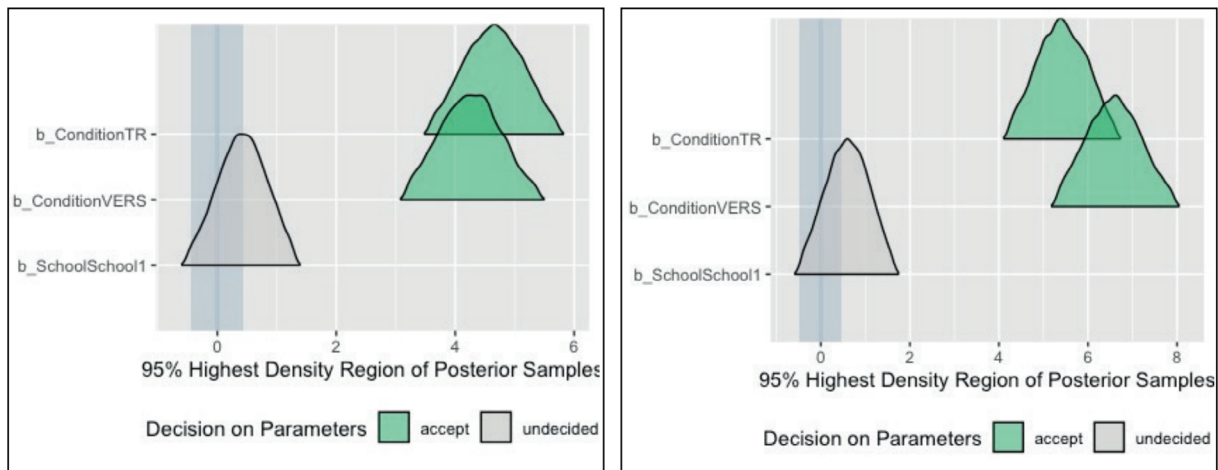 b_ConditionTR
b_ConditionVERS
b_SchoolSchool1
0 2 4 6
95% Highest Density Region of Posterior Samples
Decision on Parameters accept undecided
b_ConditionTR
b_ConditionVERS
b_SchoolSchool1
0 2 4 6 8
95% Highest Density Region of Posterior Samples
Decision on Parameters accept undecided